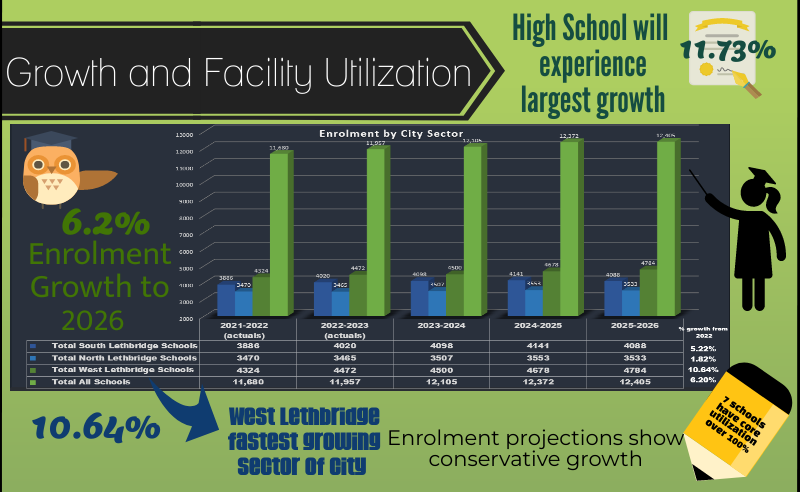 Growth and Facility Utilization
High School will
experience
largest growth
11.73%
Enrolment by City Sector
13000
12000
11000
10000
9000
8000
7000
6000
5000
4000
3000
2000
3886 3470 4324 11,680
4020 3465 4472 11,957
4098 3507 4500 12,105
4141 3553 4678 12,372
4088 3533 4784 12,405
6.2%
Enrolment
Growth to
2026
2021-2022 (actuals) 2022-2023 (actuals) 2023-2024 2024-2025 2025-2026 % growth from 2022
Total South Lethbridge Schools 3886 4020 4098 4141 4088 5.22%
Total North Lethbridge Schools 3470 3465 3507 3553 3533 1.82%
Total West Lethbridge Schools 4324 4472 4500 4678 4784 10.64%
Total All Schools 11,680 11,957 12,105 12,372 12,405 6.20%
10.64%
West Lethbridge
fastest growing
sector of city
Enrolment projections show
conservative growth
7 schools
have core
utilization
over 100%